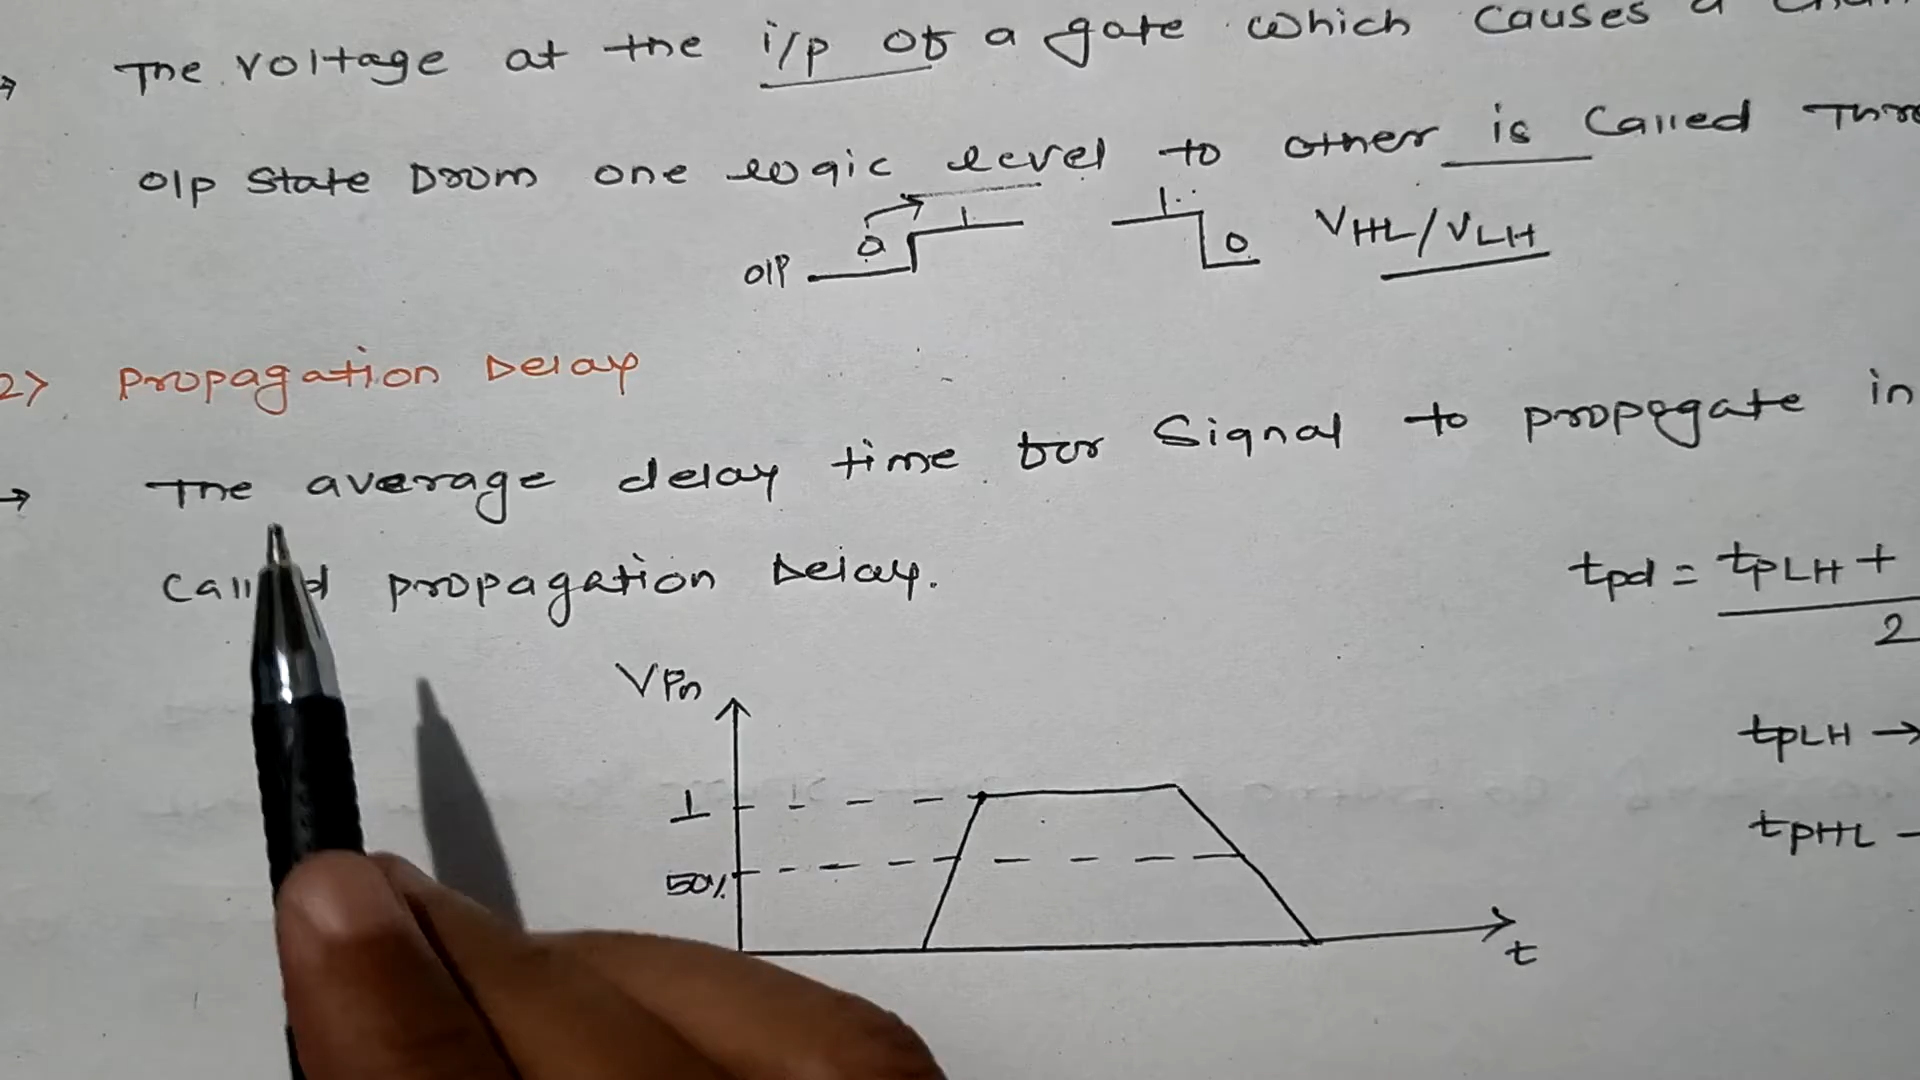 The voltage at the i/p of a gate which causes a
o/p state from one logic level to other is called
0 1 1 0 VHL/VLH
o/p
2) Propagation Delay
→ The average delay time for signal to propagate in
called propagation Delay.
tpd = tpLH +
2
Vin
tpLH →
1
tpHL
50%
t